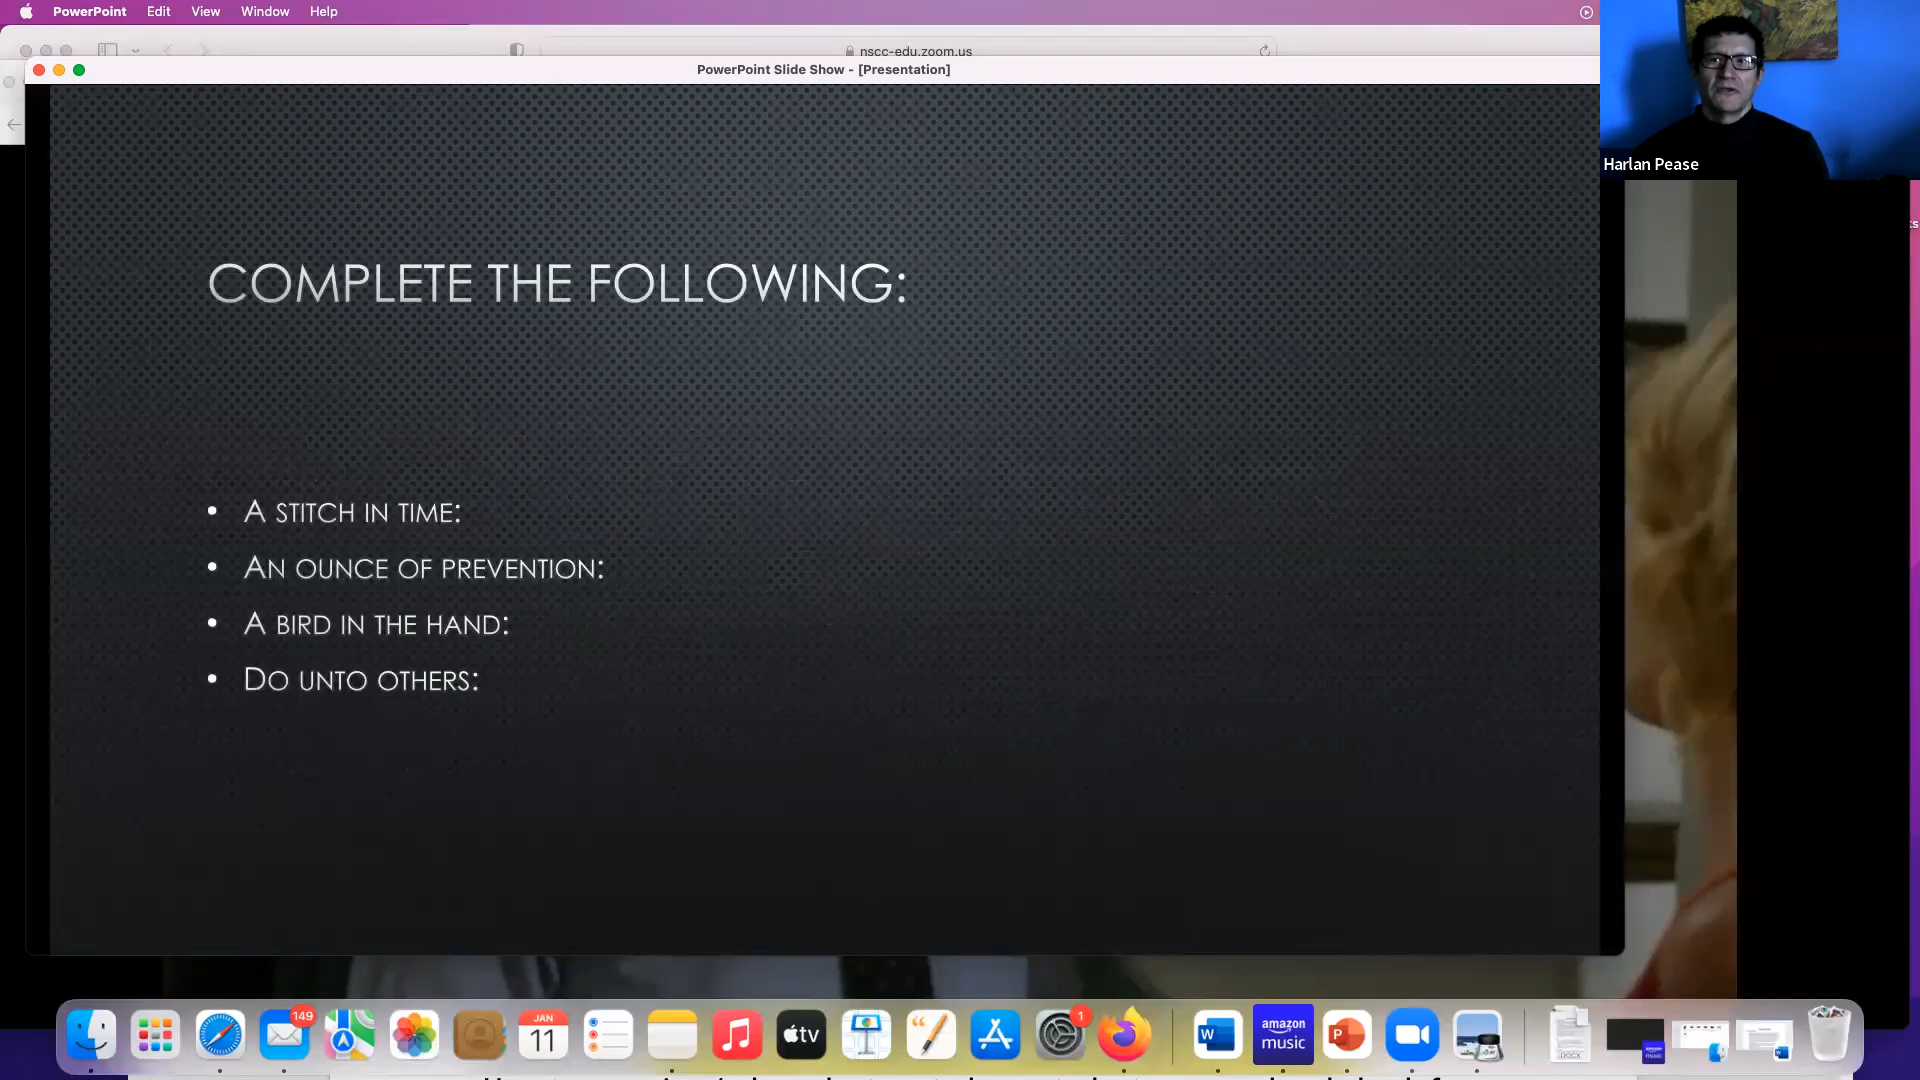 PowerPoint Edit View Window Help
nscc-edu.zoom.us
PowerPoint Slide Show - [Presentation]
Harlan Pease
COMPLETE THE FOLLOWING:
• A STITCH IN TIME:
• AN OUNCE OF PREVENTION:
• A BIRD IN THE HAND:
• DO UNTO OTHERS:
149
JAN
11
tv
1
W
amazon
music
P
DOCX